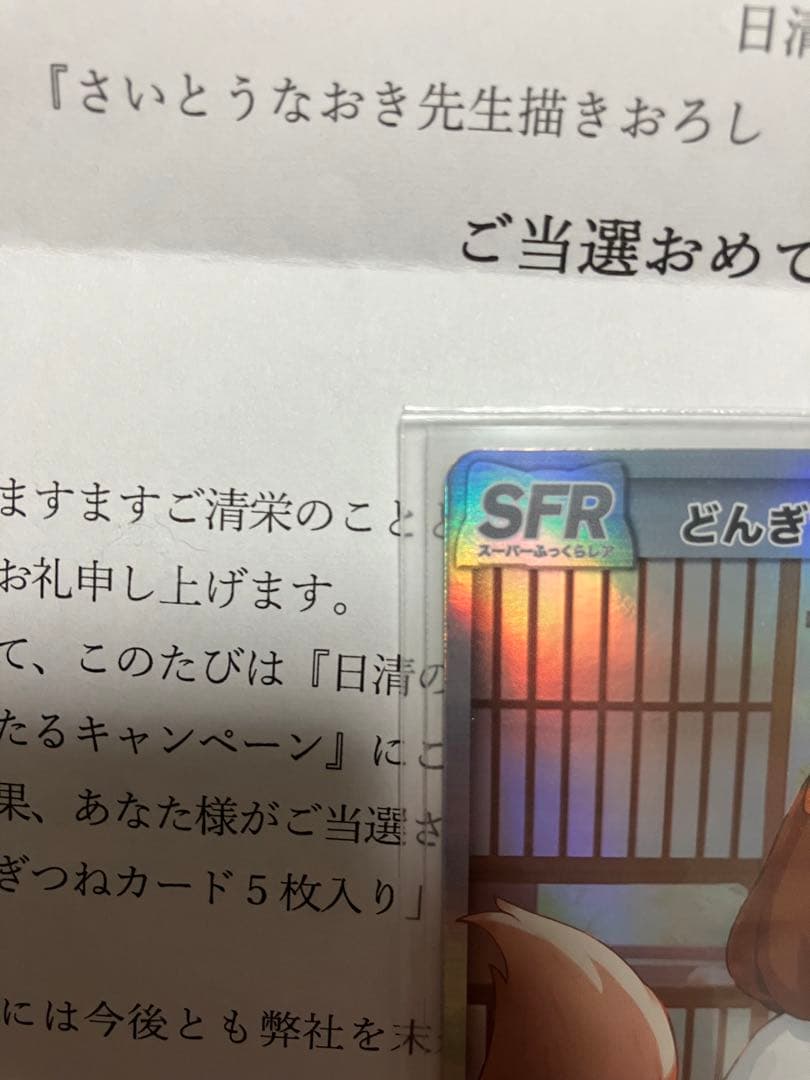 日清
『さいとうなおき先生描きおろし
ご当選おめで
ますますご清栄のことと
お礼申し上げます。
て、このたびは『日清の
たるキャンペーン』にご
果、あなた様がご当選さ
ぎつねカード5枚入り」
には今後とも弊社を末
SFR
スーパーふっくらレア
どんぎ